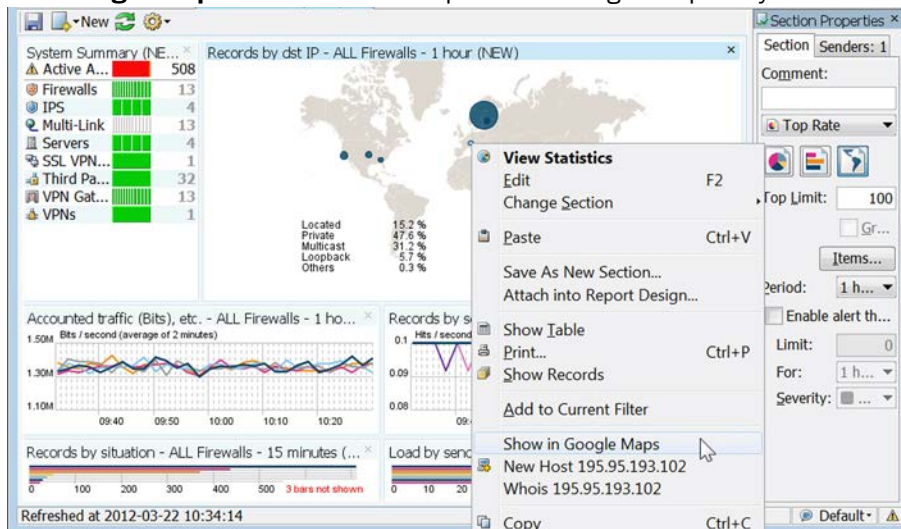 New
System Summary (NE...
Active A... 508
Firewalls 13
IPS 4
Multi-Link 13
Servers 4
SSL VPN... 1
Third Pa... 32
VPN Gat... 13
VPNs 1
Records by dst IP - ALL Firewalls - 1 hour (NEW)
Located 15.2 %
Private 47.6 %
Multicast 31.2 %
Loopback 5.7 %
Others 0.3 %
View Statistics
Edit F2
Change Section
Paste Ctrl+V
Save As New Section...
Attach into Report Design...
Show Table
Print... Ctrl+P
Show Records
Add to Current Filter
Show in Google Maps
New Host 195.95.193.102
Whois 195.95.193.102
Copy Ctrl+C
Accounted traffic (Bits), etc. - ALL Firewalls - 1 ho...
Bits / second (average of 2 minutes)
1.50M
1.30M
1.10M
09:40 09:50 10:00 10:10 10:20
Records by s
Hits / second
0.1
0.09
0.08
09:
Records by situation - ALL Firewalls - 15 minutes (...
0 100 200 300 400 500 3 bars not shown
Load by send
0 10 20
Refreshed at 2012-03-22 10:34:14
Section Properties
Section Senders: 1
Comment:
Top Rate
Top Limit: 100
Gr...
Items...
Period: 1 h...
Enable alert th...
Limit: 0
For: 1 h...
Severity: ...
Default